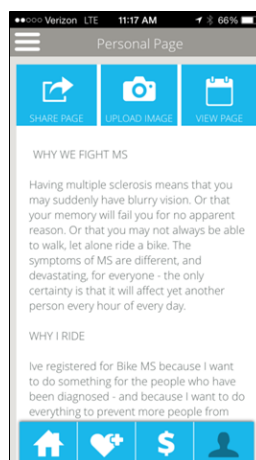 Verizon LTE 11:17 AM 66%
Personal Page
SHARE PAGE UPLOAD IMAGE VIEW PAGE
WHY WE FIGHT MS
Having multiple sclerosis means that you
may suddenly have blurry vision. Or that
your memory will fail you for no apparent
reason. Or that you may not always be able
to walk, let alone ride a bike. The
symptoms of MS are different, and
devastating, for everyone - the only
certainty is that it will affect yet another
person every hour of every day.
WHY I RIDE
Ive registered for Bike MS because I want
to do something for the people who have
been diagnosed - and because I want to do
everything to prevent more people from
$